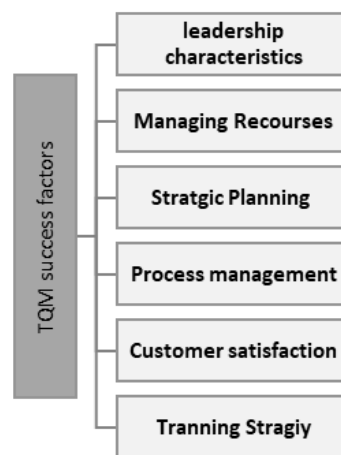 TQM success factors
leadership
characteristics
Managing Recourses
Stratgic Planning
Process management
Customer satisfaction
Tranning Stragiy